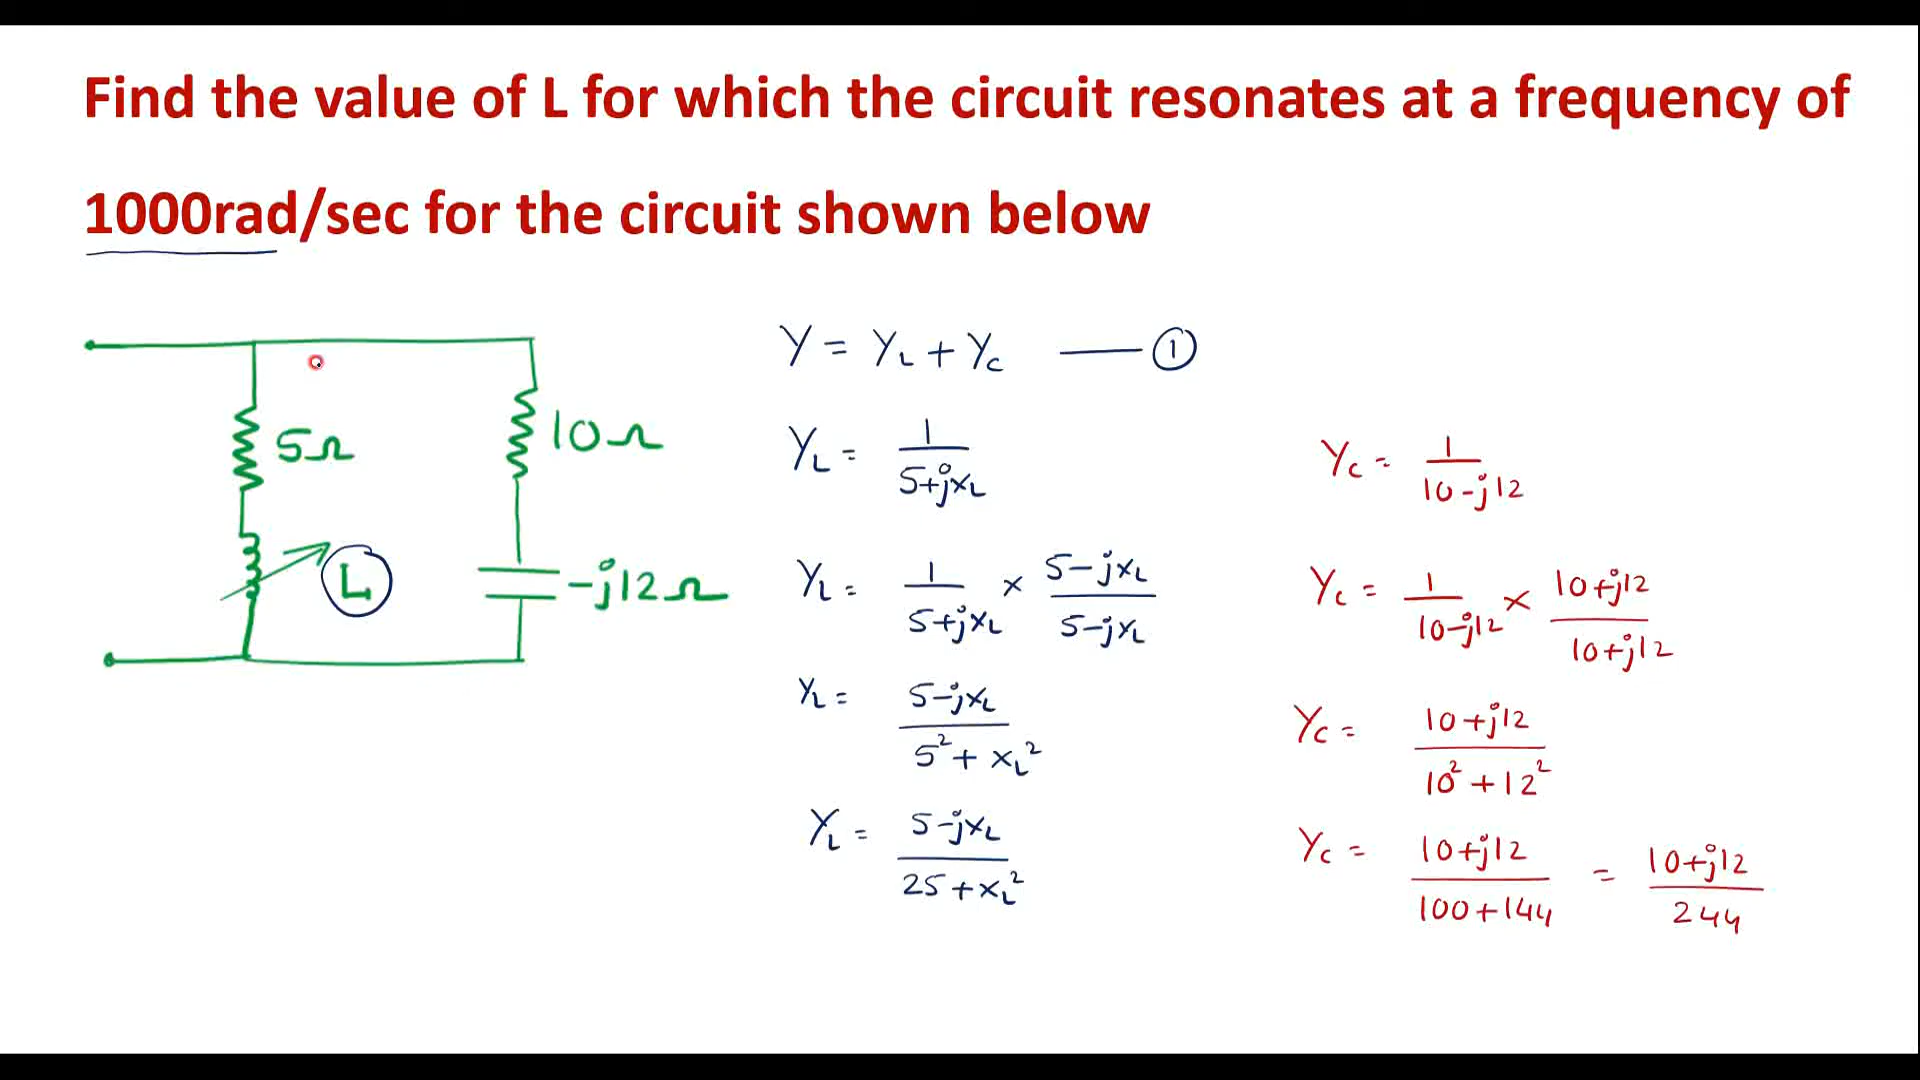 Find the value of L for which the circuit resonates at a frequency of
1000rad/sec for the circuit shown below
5Ω
L
10Ω
-j12Ω
Y = YL + YC —— ①
YL = 1/(5+jXL)
YL = 1/(5+jXL) × (5-jXL)/(5-jXL)
YL = (5-jXL)/(5²+XL²)
YL = (5-jXL)/(25+XL²)
YC = 1/(10-j12)
YC = 1/(10-j12) × (10+j12)/(10+j12)
YC = (10+j12)/(10²+12²)
YC = (10+j12)/(100+144) = (10+j12)/244